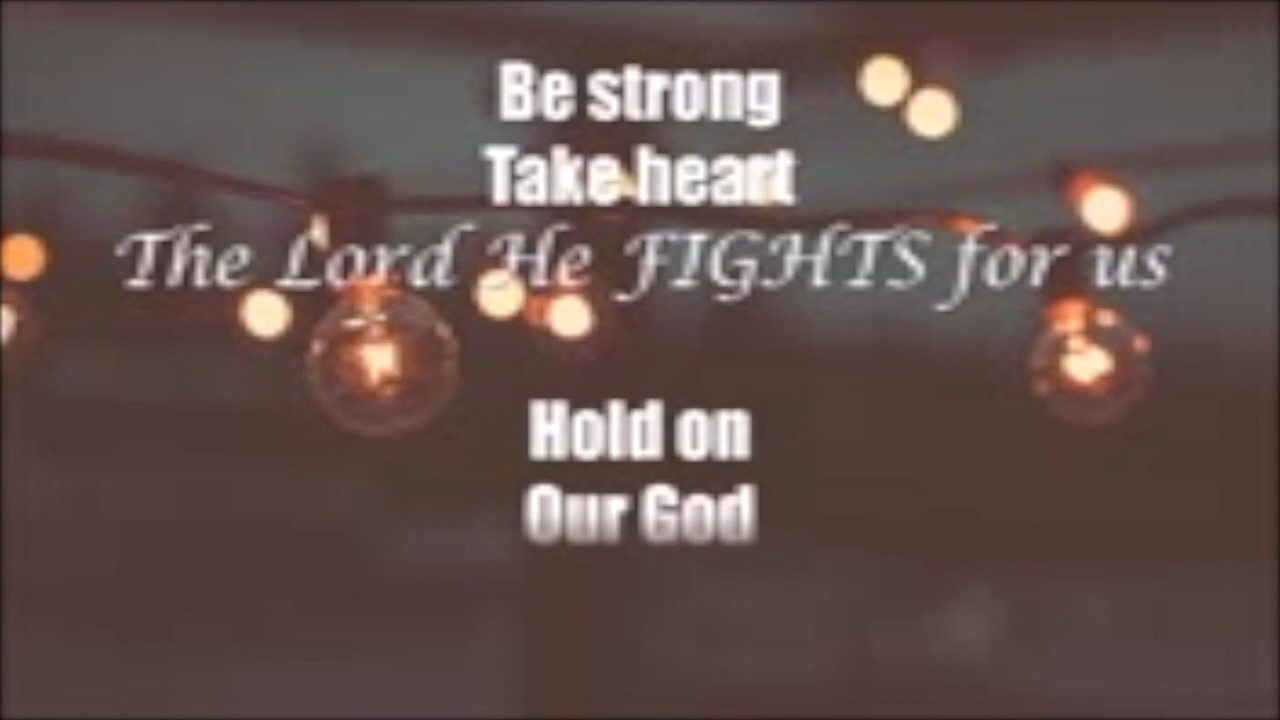 Be strong
Take heart
The Lord He FIGHTS for us
Hold on
Our God